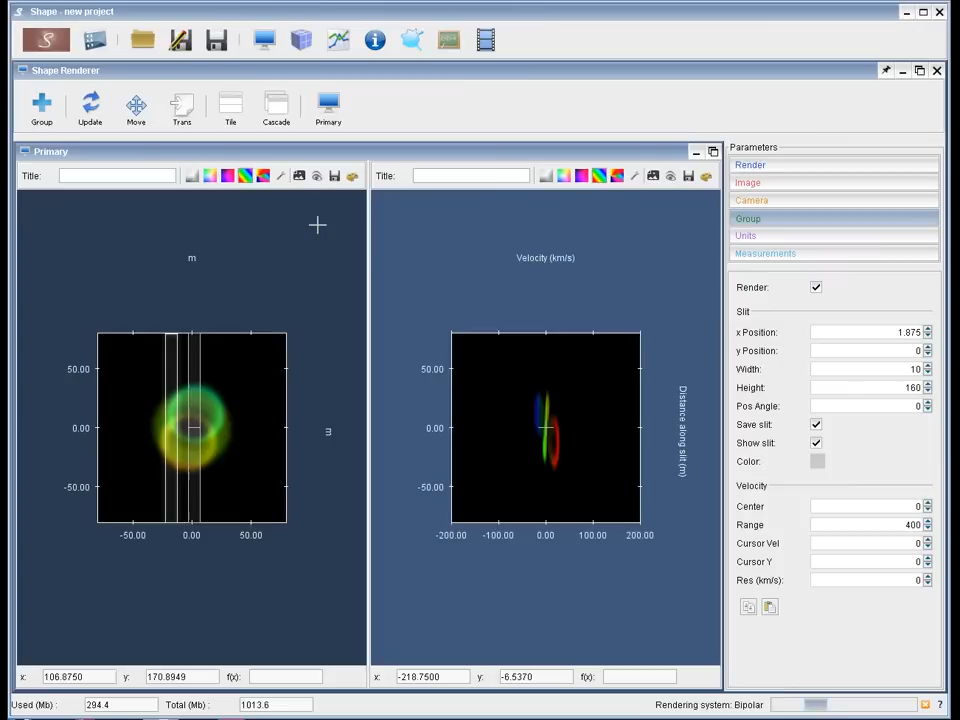 Shape - new project
Shape Renderer
Group Update Move Trans Tile Cascade Primary
Primary
Title: Title:
m
50.00
0.00
-50.00
-50.00 0.00 50.00
m
Velocity (km/s)
50.00
0.00
-50.00
-200.00 -100.00 0.00 100.00 200.00
Distance along slit (m)
x: 106.8750 y: 170.8949 f(x):
x: -218.7500 y: -6.5370 f(x):
Parameters
Render
Image
Camera
Group
Units
Measurements
Render:
Slit
x Position: 1.875
y Position: 0
Width: 10
Height: 160
Pos Angle: 0
Save slit:
Show slit:
Color:
Velocity
Center 0
Range 400
Cursor Vel 0
Cursor Y 0
Res (km/s): 0
Used (Mb) : 294.4 Total (Mb) : 1013.6 Rendering system: Bipolar ?